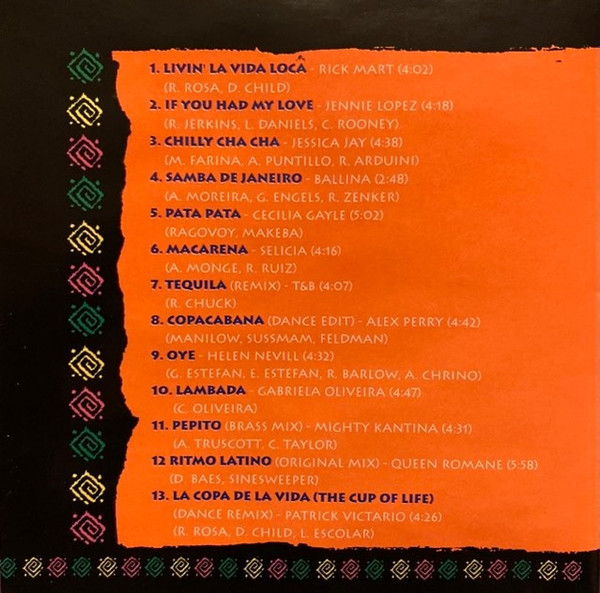 1. LIVIN' LA VIDA LOCA - RICK MART (4:02)
(R. ROSA, D. CHILD)
2. IF YOU HAD MY LOVE - JENNIE LOPEZ (4:18)
(R. JERKINS, L. DANIELS, C. ROONEY)
3. CHILLY CHA CHA - JESSICA JAY (4:38)
(M. FARINA, A. PUNTILLO, R. ARDUINI)
4. SAMBA DE JANEIRO - BALLINA (2:48)
(A. MOREIRA, G. ENGELS, R. ZENKER)
5. PATA PATA - CECILIA GAYLE (5:02)
(RAGOVOY, MAKEBA)
6. MACARENA - SELICIA (4:16)
(A. MONGE, R. RUIZ)
7. TEQUILA (REMIX) - T&B (4:07)
(R. CHUCK)
8. COPACABANA (DANCE EDIT) - ALEX PERRY (4:42)
(MANILOW, SUSSMAM, FELDMAN)
9. OYE - HELEN NEVILL (4:32)
(G. ESTEFAN, E. ESTEFAN, R. BARLOW, A. CHRINO)
10. LAMBADA - GABRIELA OLIVEIRA (4:47)
(C. OLIVEIRA)
11. PEPITO (BRASS MIX) - MIGHTY KANTINA (4:31)
(A. TRUSCOTT, C. TAYLOR)
12 RITMO LATINO (ORIGINAL MIX) - QUEEN ROMANE (5:58)
(D. BAES, SINESWEEPER)
13. LA COPA DE LA VIDA (THE CUP OF LIFE)
(DANCE REMIX) - PATRICK VICTARIO (4:26)
(R. ROSA, D. CHILD, L. ESCOLAR)